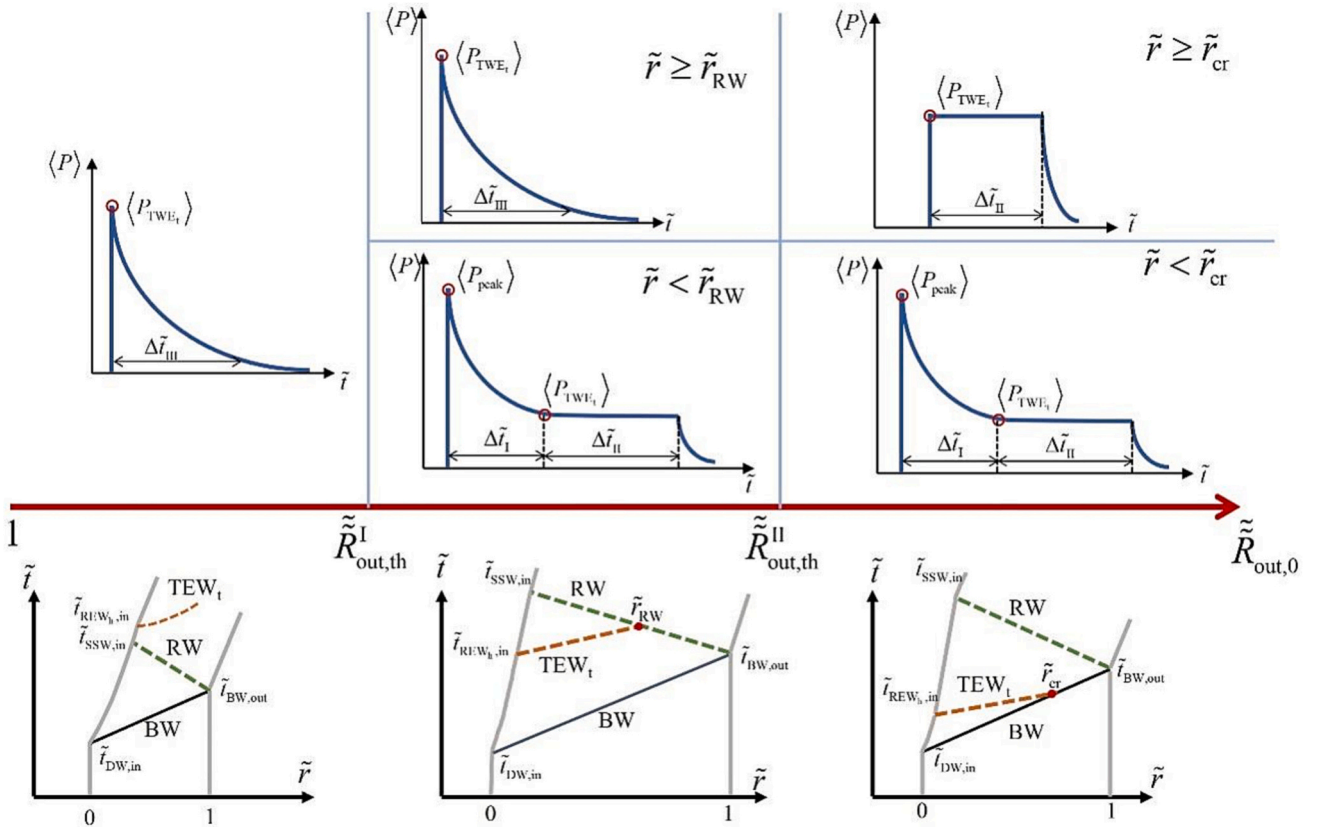 ⟨P⟩
⟨P_TWE_t⟩
Δt̃_III
t̃
⟨P⟩
⟨P_TWE_t⟩
r̃ ≥ r̃_RW
Δt̃_III
t̃
⟨P⟩
⟨P_TWE_t⟩
r̃ ≥ r̃_cr
Δt̃_II
t̃
⟨P⟩
⟨P_peak⟩
r̃ < r̃_RW
⟨P_TWE_t⟩
Δt̃_I
Δt̃_II
t̃
⟨P⟩
⟨P_peak⟩
r̃ < r̃_cr
⟨P_TWE_t⟩
Δt̃_I
Δt̃_II
t̃
1
R̃̃^I_out,th
R̃̃^II_out,th
R̃̃_out,0
t̃
TEW_t
t̃_REW_h,in
t̃_SSW,in
RW
t̃_BW,out
BW
t̃_DW,in
r̃
0
1
t̃
t̃_SSW,in
RW
r̃_RW
t̃_REW_h,in
TEW_t
t̃_BW,out
BW
t̃_DW,in
r̃
0
1
t̃
t̃_SSW,in
RW
t̃_REW_h,in
TEW_t
r̃_cr
t̃_BW,out
BW
t̃_DW,in
r̃
0
1